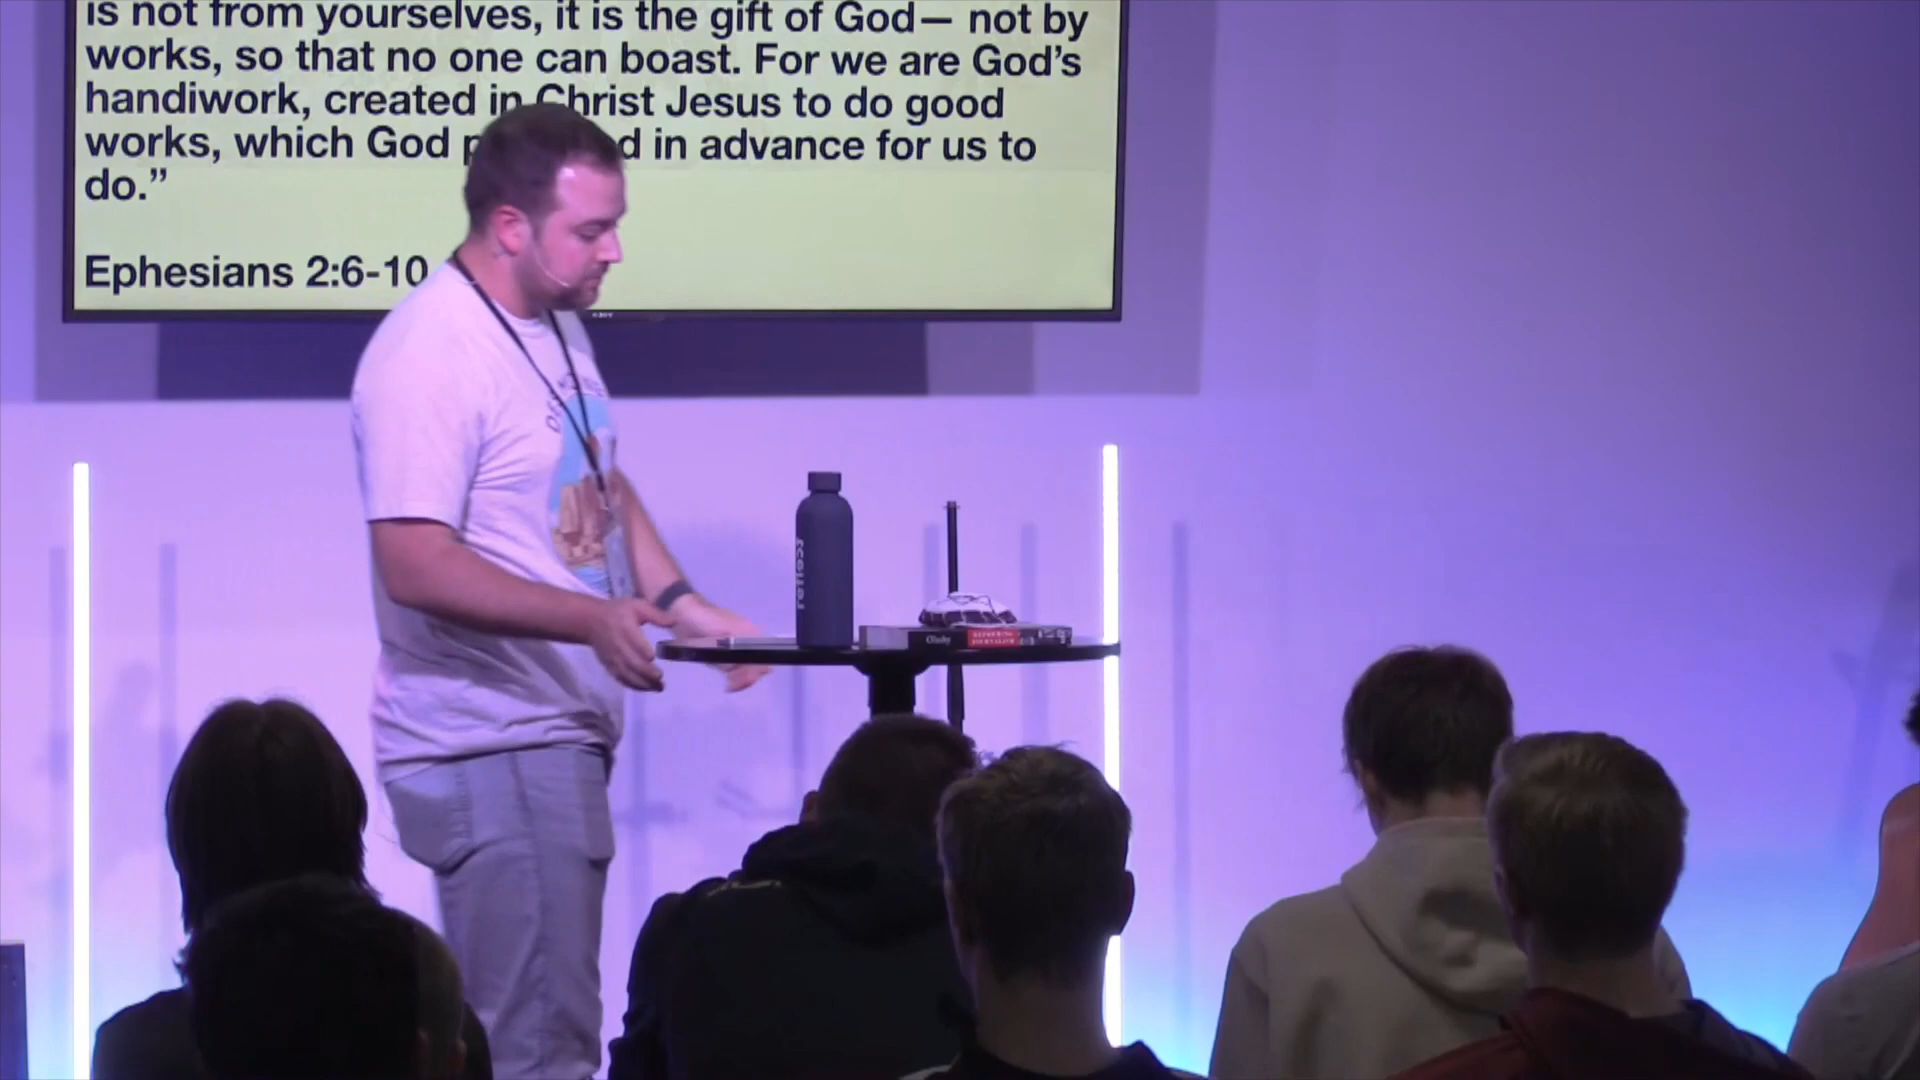 is not from yourselves, it is the gift of God— not by
works, so that no one can boast. For we are God’s
handiwork, created in Christ Jesus to do good
works, which God in advance for us to
do.”
Ephesians 2:6-10